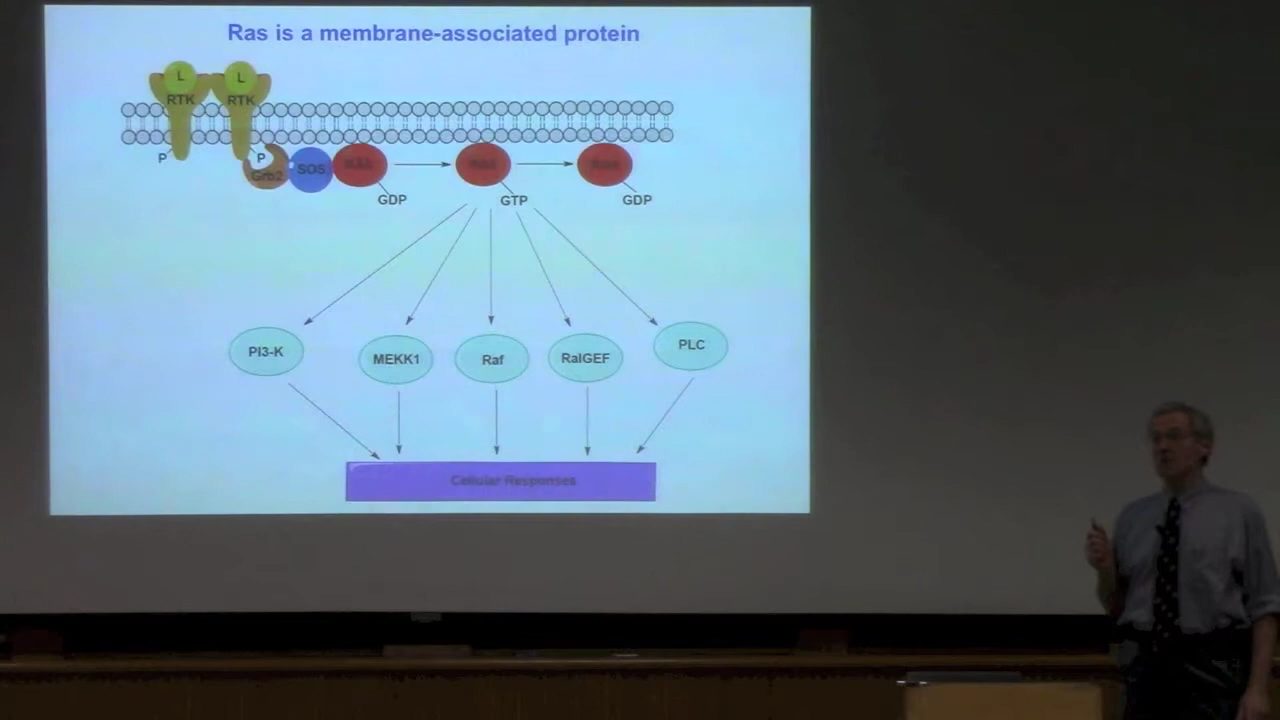 Ras is a membrane-associated protein
L
L
RTK
RTK
P
P
Grb2
SOS
Ras
Ras
Ras
GDP
GTP
GDP
PI3-K
MEKK1
Raf
RalGEF
PLC
Cellular Responses